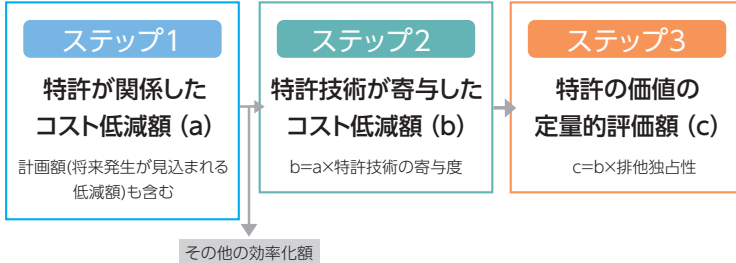 ステップ1
特許が関係した
コスト低減額（a）
計画額(将来発生が見込まれる
低減額)も含む
ステップ2
特許技術が寄与した
コスト低減額（b）
b=a×特許技術の寄与度
ステップ3
特許の価値の
定量的評価額（c）
c=b×排他独占性
その他の効率化額